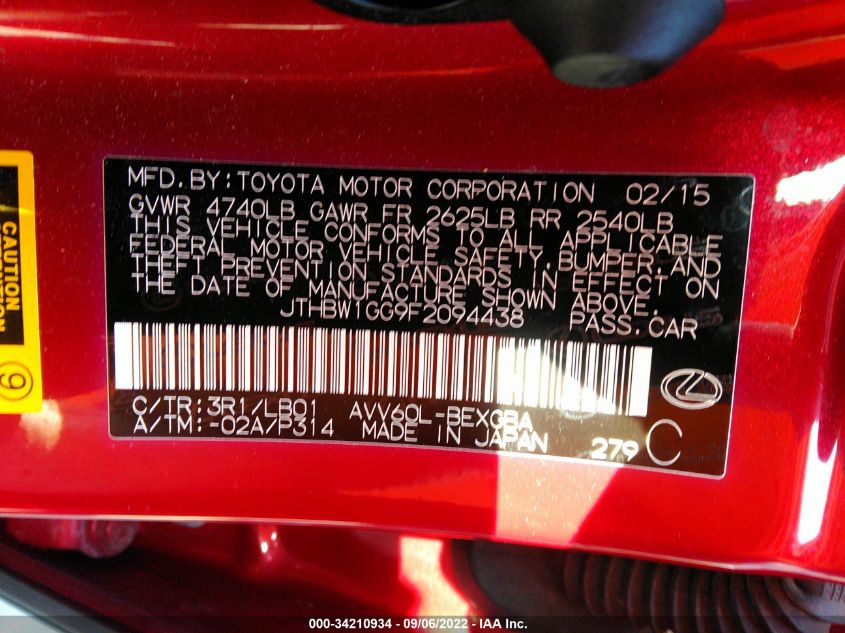 MFD.BY:TOYOTA MOTOR CORPORATION 02/15
GVWR 4740LB GAWR FR 2625LB RR 2540LB
THIS VEHICLE CONFORMS TO ALL APPLICABLE
FEDERAL MOTOR VEHICLE SAFETY,BUMPER,AND
THEFT PREVENTION STANDARDS IN EFFECT ON
THE DATE OF MANUFACTURE SHOWN ABOVE.
JTHBW1GG9F2094438 PASS.CAR
C/TR:3R1/LB01 AVV60L-BEXGBA
A/TM:-02A/P314 MADE IN JAPAN 279 C
CAUTION
9
000-34210934 - 09/06/2022 - IAA Inc.